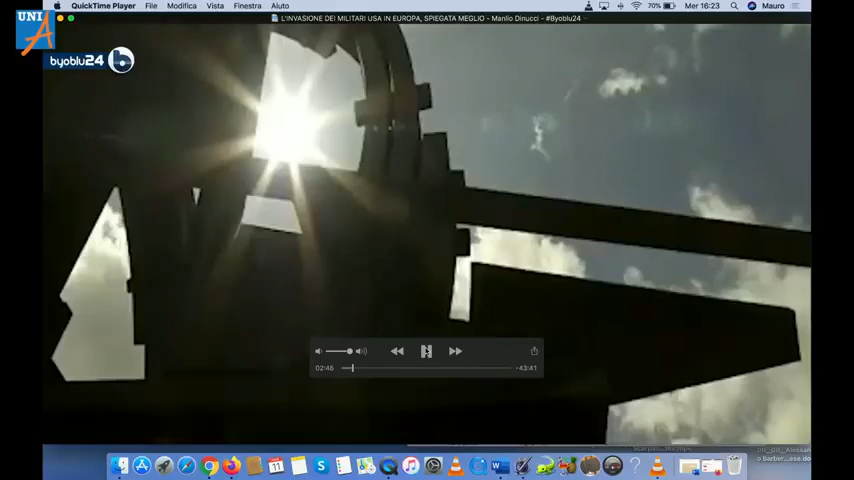 QuickTime Player File Modifica Vista Finestra Aiuto 70% Mer 16:23 Mauro
L'INVASIONE DEI MILITARI USA IN EUROPA, SPIEGATA MEGLIO - Manlio Dinucci - #Byoblu24
UNI
A
byoblu24 b
02:46 -43:41
11